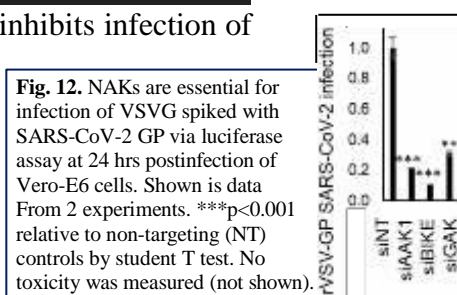 inhibits infection of
Fig. 12. NAKs are essential for
infection of VSVG spiked with
SARS-CoV-2 GP via luciferase
assay at 24 hrs postinfection of
Vero-E6 cells. Shown is data
From 2 experiments. ***p<0.001
relative to non-targeting (NT)
controls by student T test. No
toxicity was measured (not shown).
rVSV-GP SARS-CoV-2 infection
1.0
0.8
0.6
0.4
0.2
0.0
***
***
**
siNT
siAAK1
siBIKE
siGAK